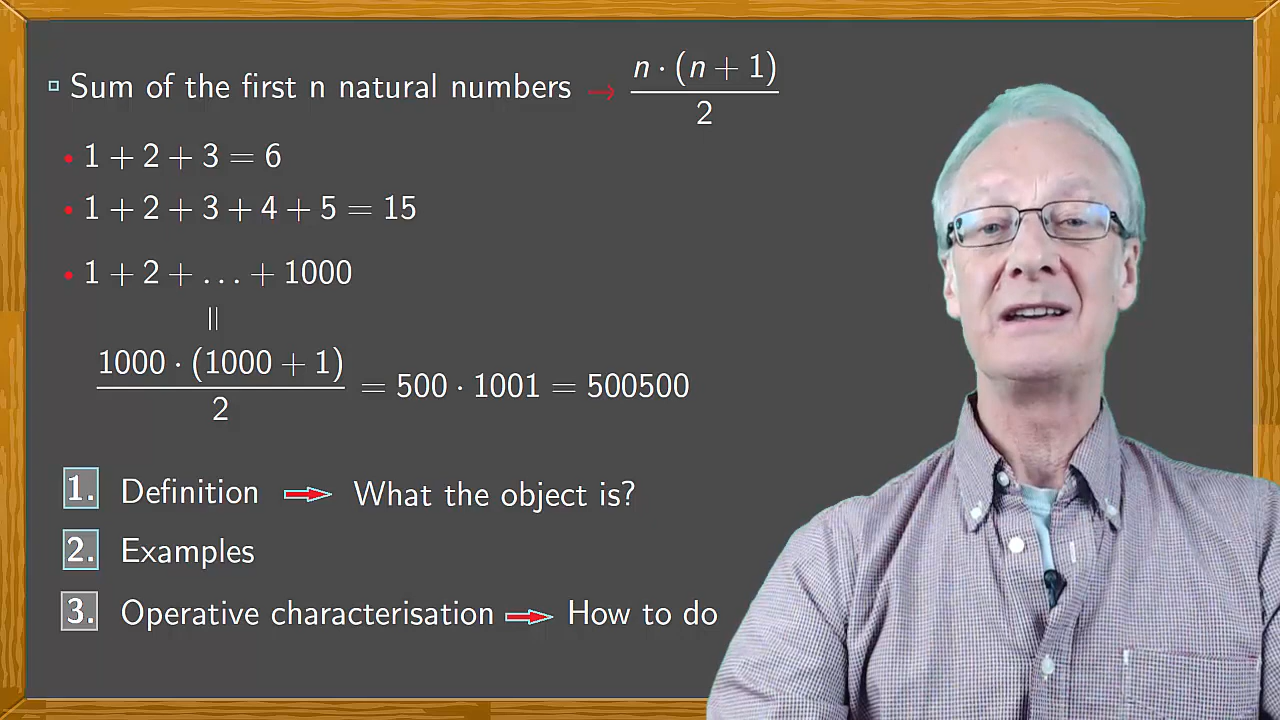 Sum of the first n natural numbers → n · (n + 1) / 2
• 1 + 2 + 3 = 6
• 1 + 2 + 3 + 4 + 5 = 15
• 1 + 2 + … + 1000
||
1000 · (1000 + 1) / 2 = 500 · 1001 = 500500
1. Definition ⇒ What the object is?
2. Examples
3. Operative characterisation ⇒ How to do